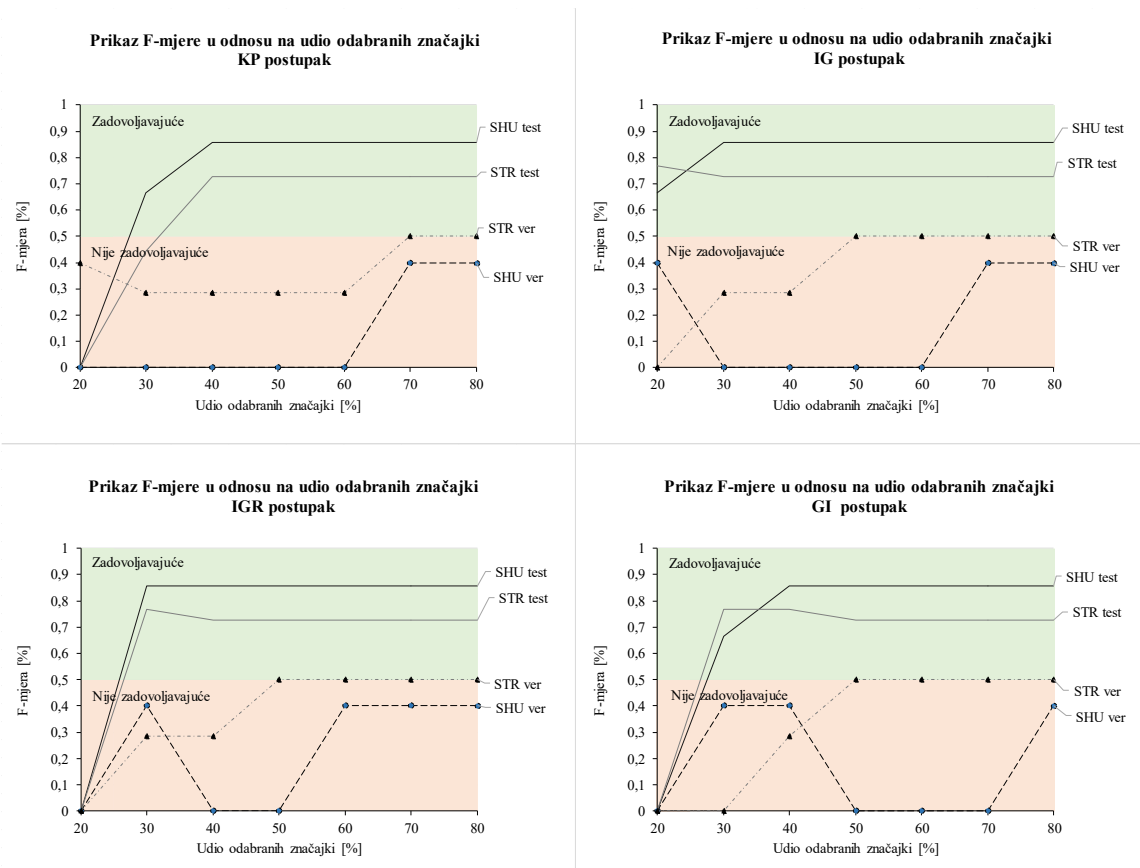 Prikaz F-mjere u odnosu na udio odabranih značajki
KP postupak
F-mjera [%]
1
0,9
0,8
0,7
0,6
0,5
0,4
0,3
0,2
0,1
0
Zadovoljavajuće
Nije zadovoljavajuće
SHU test
STR test
STR ver
SHU ver
20 30 40 50 60 70 80
Udio odabranih značajki [%]
Prikaz F-mjere u odnosu na udio odabranih značajki
IG postupak
F-mjera [%]
1
0,9
0,8
0,7
0,6
0,5
0,4
0,3
0,2
0,1
0
Zadovoljavajuće
Nije zadovoljavajuće
SHU test
STR test
STR ver
SHU ver
20 30 40 50 60 70 80
Udio odabranih značajki [%]
Prikaz F-mjere u odnosu na udio odabranih značajki
IGR postupak
F-mjera [%]
1
0,9
0,8
0,7
0,6
0,5
0,4
0,3
0,2
0,1
0
Zadovoljavajuće
Nije zadovoljavajuće
SHU test
STR test
STR ver
SHU ver
20 30 40 50 60 70 80
Udio odabranih značajki [%]
Prikaz F-mjere u odnosu na udio odabranih značajki
GI postupak
F-mjera [%]
1
0,9
0,8
0,7
0,6
0,5
0,4
0,3
0,2
0,1
0
Zadovoljavajuće
Nije zadovoljavajuće
SHU test
STR test
STR ver
SHU ver
20 30 40 50 60 70 80
Udio odabranih značajki [%]